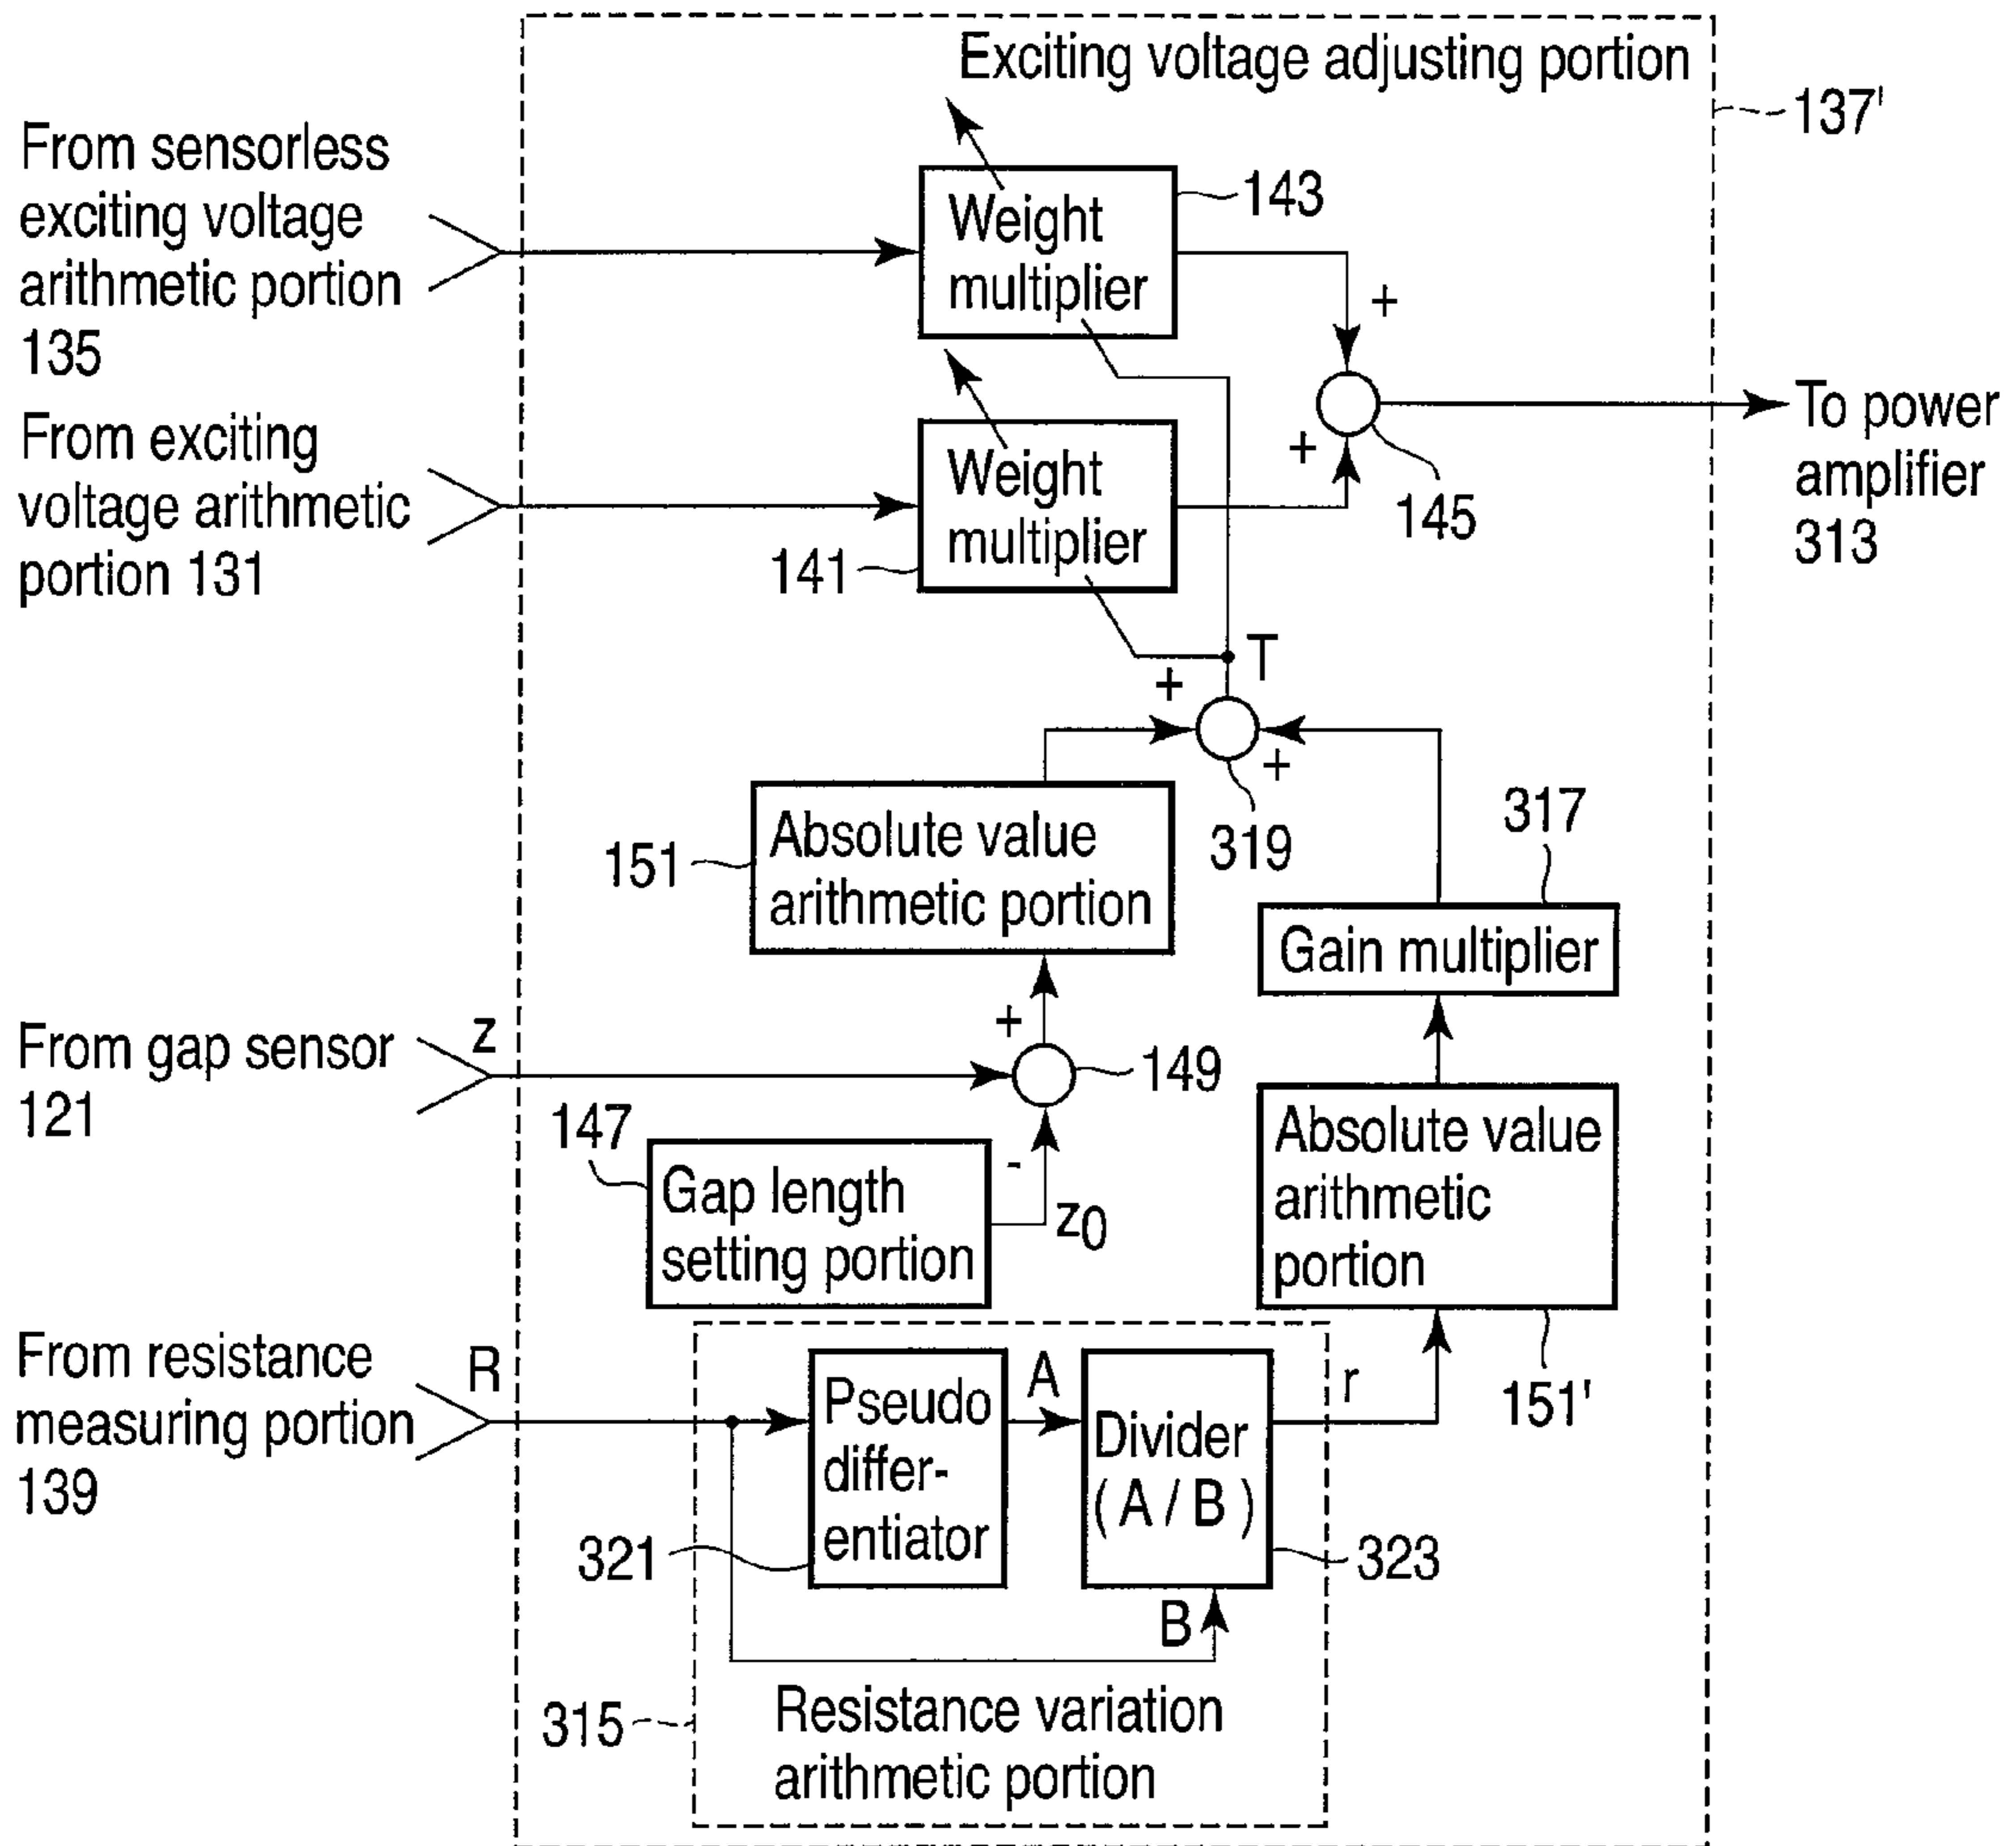 Exciting voltage adjusting portion
137'
From sensorless
exciting voltage
arithmetic portion
135
Weight
multiplier
143
+
From exciting
voltage arithmetic
portion 131
Weight
multiplier
141
+
145
To power
amplifier
313
T
+
+
319
151
Absolute value
arithmetic portion
317
Gain multiplier
From gap sensor
121
z
+
149
-
147
Gap length
setting portion
z0
Absolute value
arithmetic
portion
151'
From resistance
measuring portion
139
R
Pseudo
differ-
entiator
321
A
Divider
( A / B )
323
r
B
315
Resistance variation
arithmetic portion